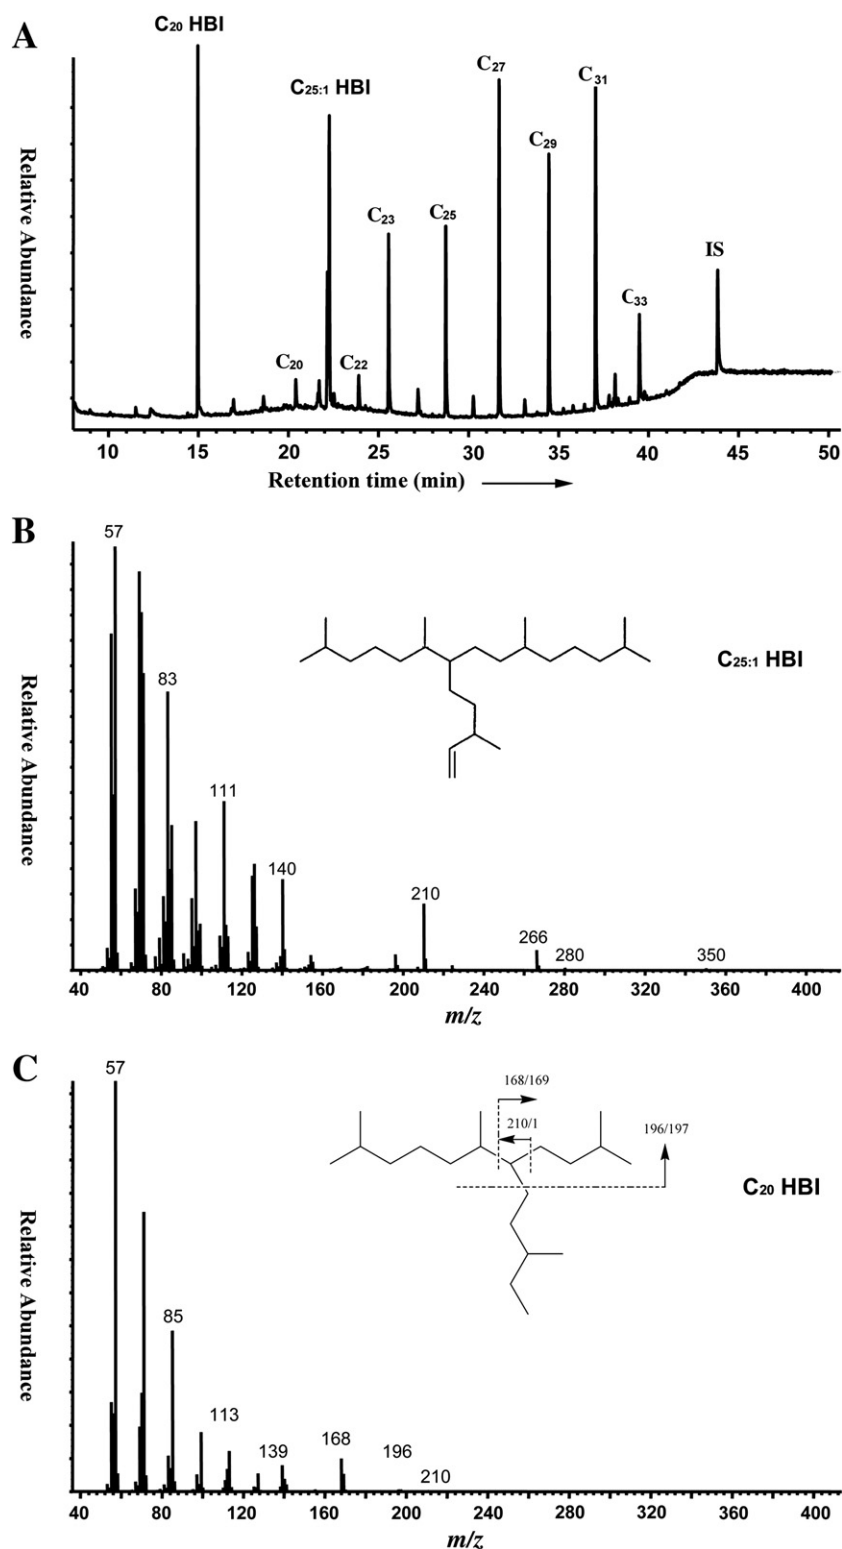 A
C20 HBI
C25:1 HBI
C27
C31
C29
C23
C25
IS
C33
C20
C22
Relative Abundance
10 15 20 25 30 35 40 45 50
Retention time (min)
B
57
83
111
140
210
266
280
350
C25:1 HBI
Relative Abundance
40 80 120 160 200 240 280 320 360 400
m/z
C
57
168/169
210/1
196/197
C20 HBI
85
113
139
168
196
210
Relative Abundance
40 80 120 160 200 240 280 320 360 400
m/z